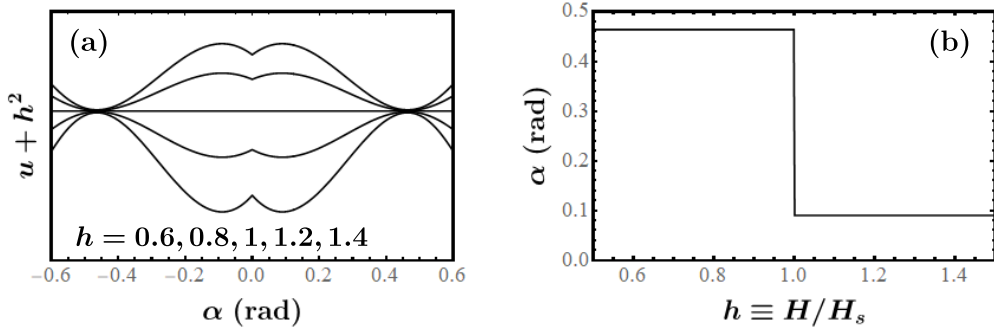 (a)
u + h²
h = 0.6, 0.8, 1, 1.2, 1.4
−0.6 −0.4 −0.2 0.0 0.2 0.4 0.6
α (rad)
(b)
0.5
0.4
0.3
0.2
0.1
0.0
α (rad)
0.6 0.8 1.0 1.2 1.4
h ≡ H/Hₛ